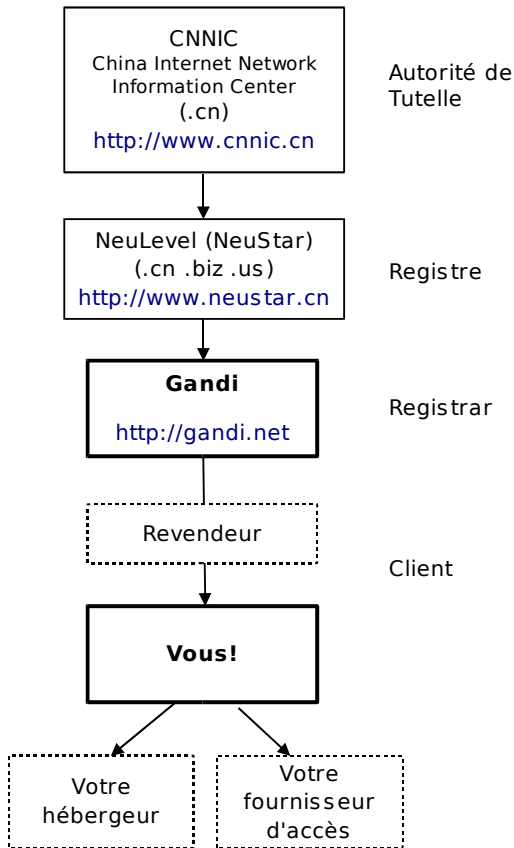 CNNIC
China Internet Network
Information Center
(.cn)
http://www.cnnic.cn
Autorité de
Tutelle
NeuLevel (NeuStar)
(.cn .biz .us)
http://www.neustar.cn
Registre
Gandi
http://gandi.net
Registrar
Revendeur
Client
Vous!
Votre
hébergeur
Votre
fournisseur
d'accès